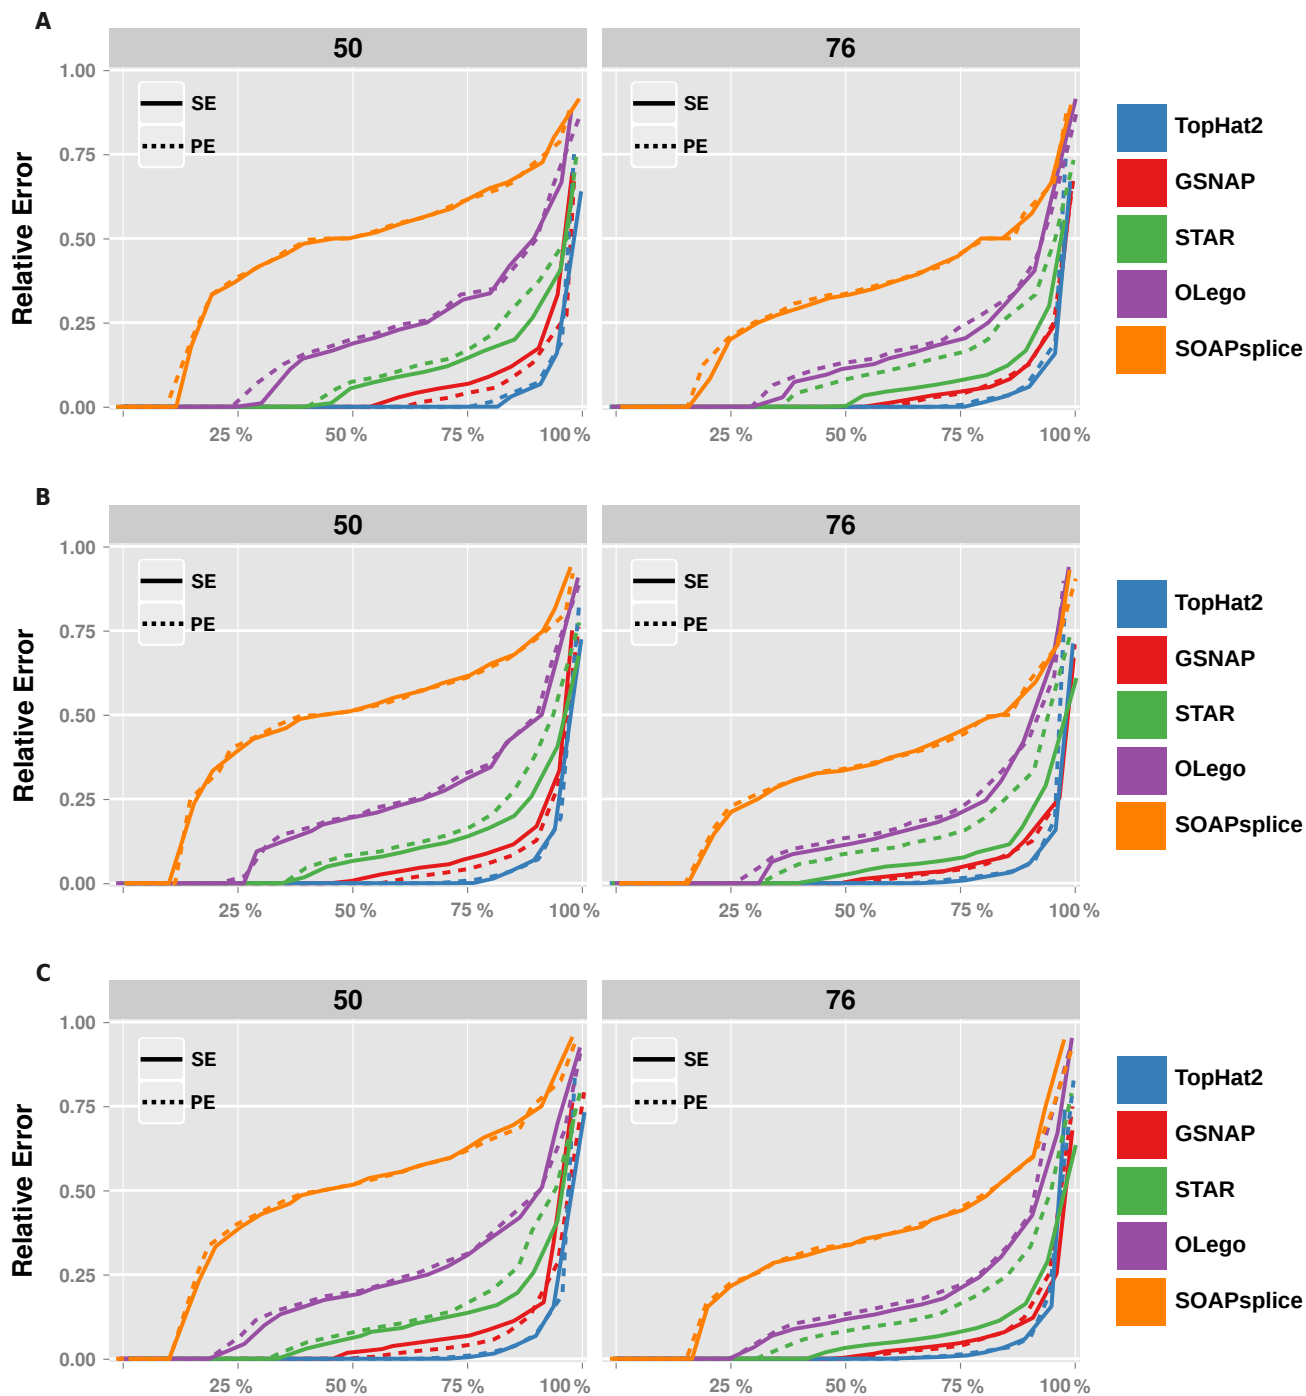 A
50
76
1.00
0.75
0.50
0.25
0.00
Relative Error
SE
PE
SE
PE
25 %
50 %
75 %
100 %
25 %
50 %
75 %
100 %
TopHat2
GSNAP
STAR
OLego
SOAPsplice
B
50
76
1.00
0.75
0.50
0.25
0.00
Relative Error
SE
PE
SE
PE
25 %
50 %
75 %
100 %
25 %
50 %
75 %
100 %
TopHat2
GSNAP
STAR
OLego
SOAPsplice
C
50
76
1.00
0.75
0.50
0.25
0.00
Relative Error
SE
PE
SE
PE
25 %
50 %
75 %
100 %
25 %
50 %
75 %
100 %
TopHat2
GSNAP
STAR
OLego
SOAPsplice